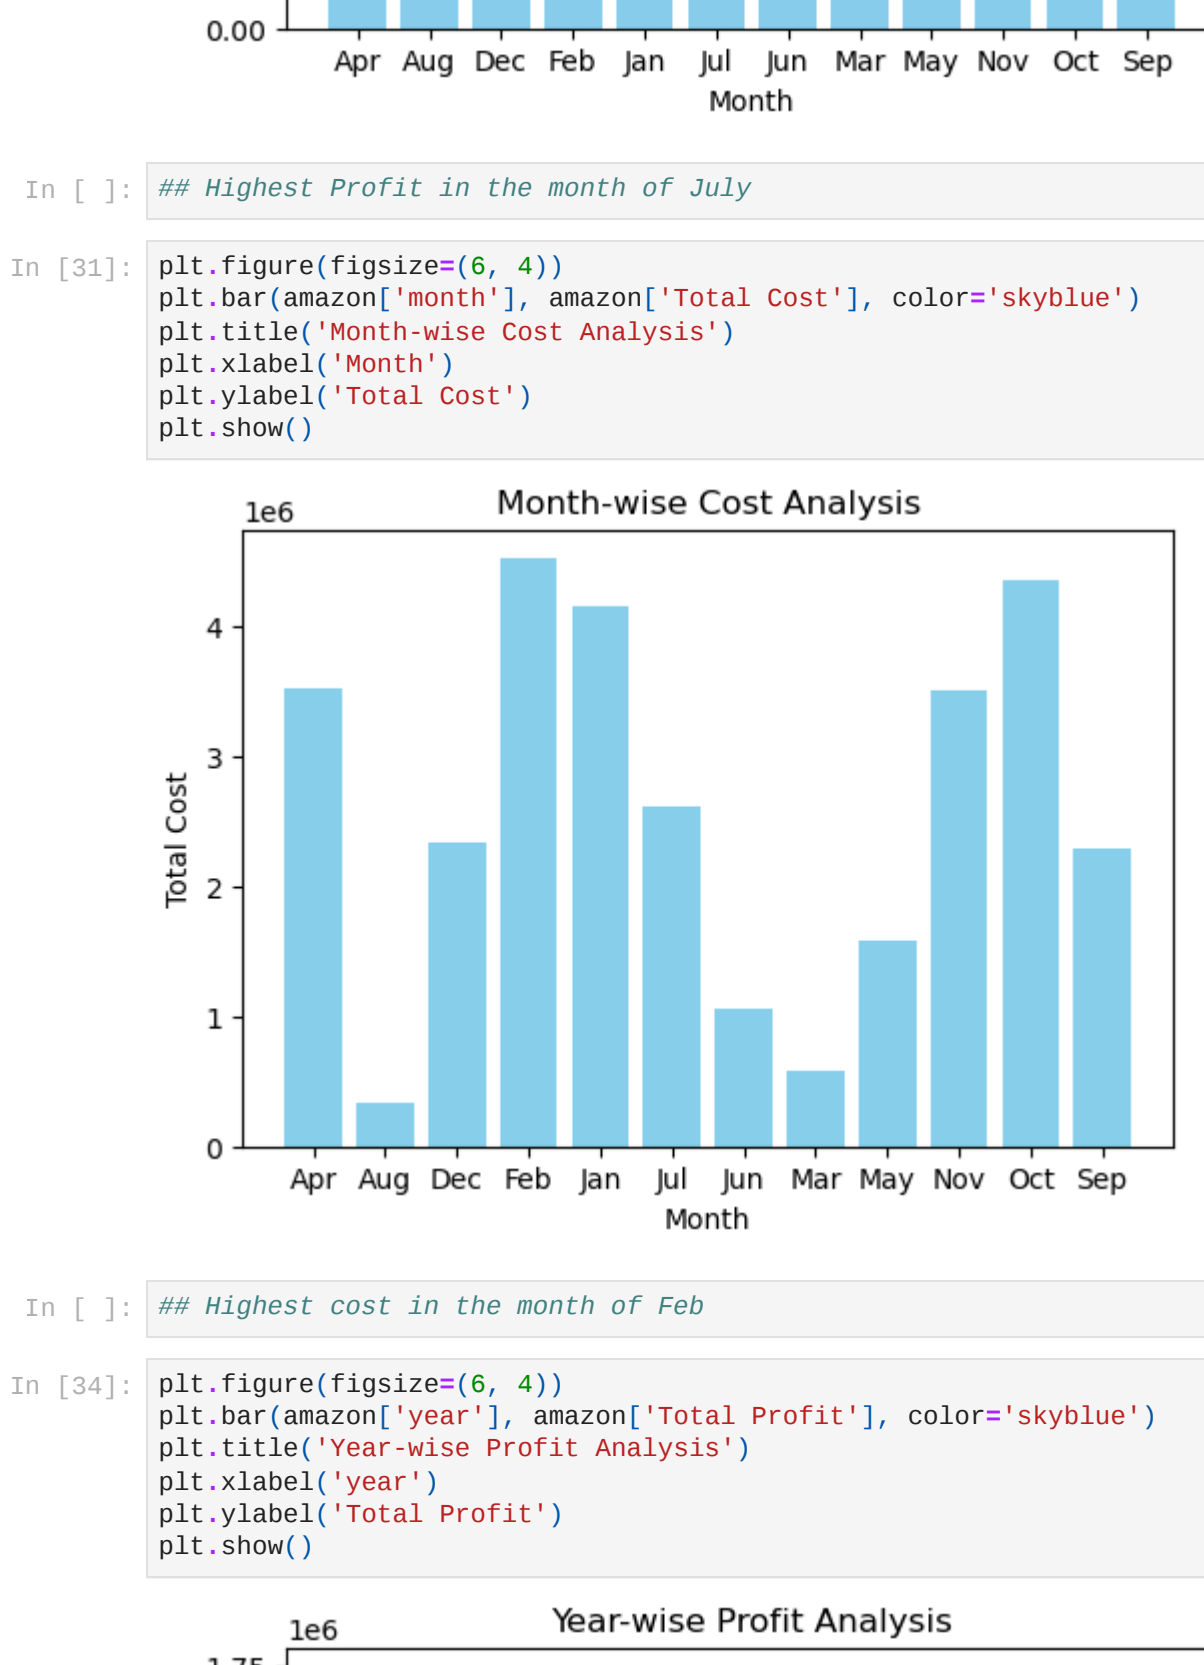 0.00
Apr Aug Dec Feb Jan Jul Jun Mar May Nov Oct Sep
Month
In [ ]: ## Highest Profit in the month of July
In [31]: plt.figure(figsize=(6, 4))
plt.bar(amazon['month'], amazon['Total Cost'], color='skyblue')
plt.title('Month-wise Cost Analysis')
plt.xlabel('Month')
plt.ylabel('Total Cost')
plt.show()
Month-wise Cost Analysis
1e6
4
3
2
1
0
Total Cost
Apr Aug Dec Feb Jan Jul Jun Mar May Nov Oct Sep
Month
In [ ]: ## Highest cost in the month of Feb
In [34]: plt.figure(figsize=(6, 4))
plt.bar(amazon['year'], amazon['Total Profit'], color='skyblue')
plt.title('Year-wise Profit Analysis')
plt.xlabel('year')
plt.ylabel('Total Profit')
plt.show()
Year-wise Profit Analysis
1e6
1.75